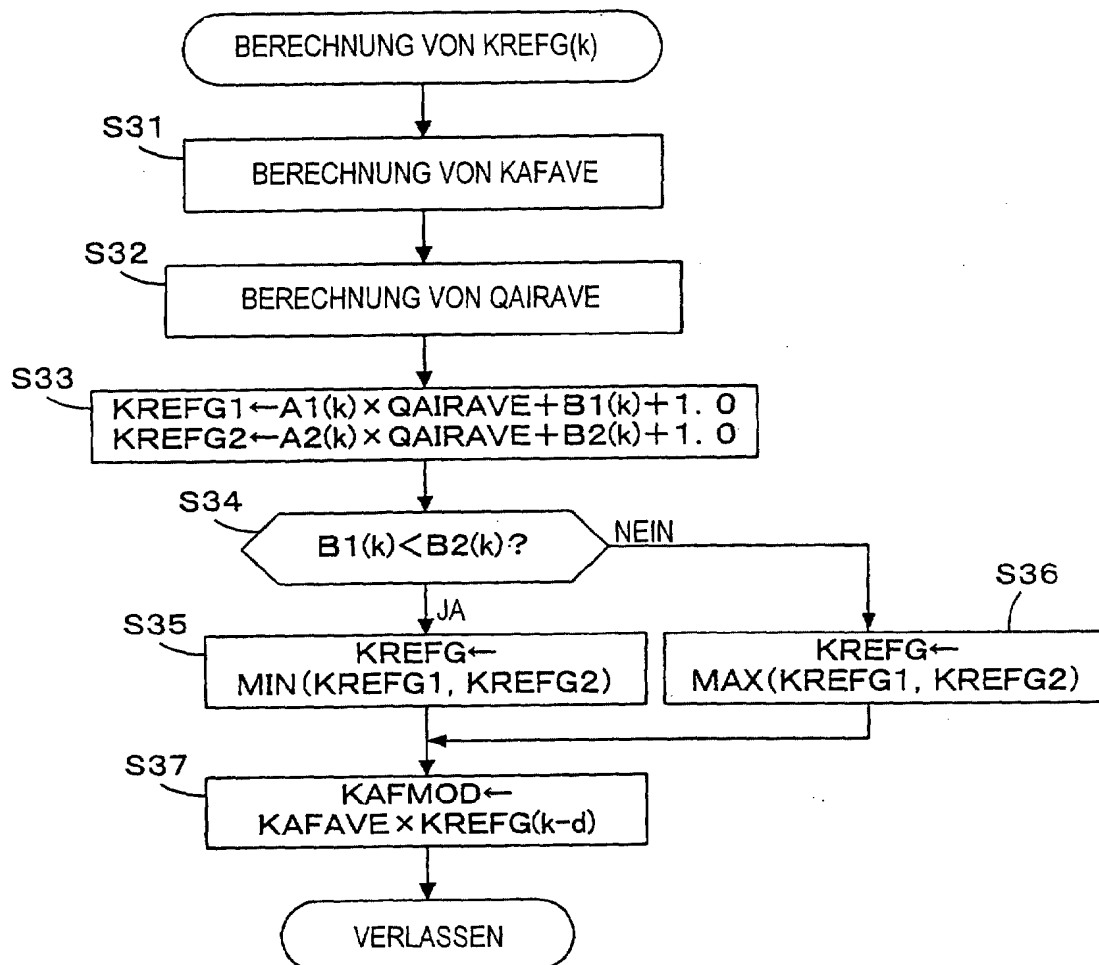 BERECHNUNG VON KREFG(k)
S31
BERECHNUNG VON KAFAVE
S32
BERECHNUNG VON QAIRAVE
S33
KREFG1←A1(k)×QAIRAVE+B1(k)+1. 0
KREFG2←A2(k)×QAIRAVE+B2(k)+1. 0
S34
B1(k)<B2(k)?
NEIN
JA
S35
KREFG←
MIN(KREFG1, KREFG2)
S36
KREFG←
MAX(KREFG1, KREFG2)
S37
KAFMOD←
KAFAVE×KREFG(k-d)
VERLASSEN